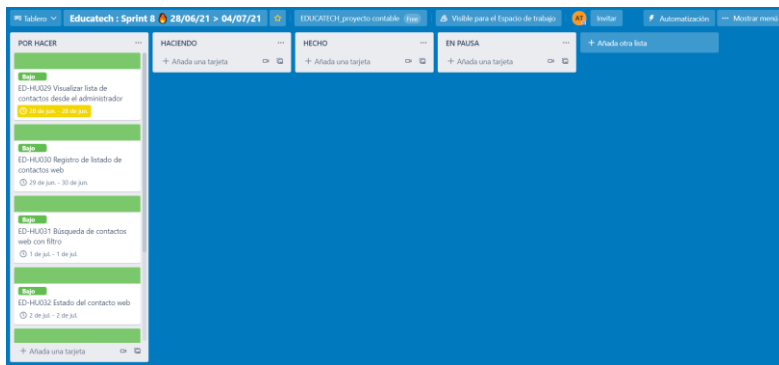 Tablero
Educatech : Sprint 8 🔥 28/06/21 > 04/07/21
EDUCATECH_proyecto contable Free
Visible para el Espacio de trabajo
AT
Invitar
Automatización
... Mostrar menú
POR HACER
Bajo
ED-HU029 Visualizar lista de
contactos desde el administrador
28 de jun. - 28 de jun.
Bajo
ED-HU030 Registro de listado de
contactos web
29 de jun. - 30 de jun.
Bajo
ED-HU031 Búsqueda de contactos
web con filtro
1 de jul. - 1 de jul.
Bajo
ED-HU032 Estado del contacto web
2 de jul. - 2 de jul.
+ Añada una tarjeta
HACIENDO
+ Añada una tarjeta
HECHO
+ Añada una tarjeta
EN PAUSA
+ Añada una tarjeta
+ Añada otra lista